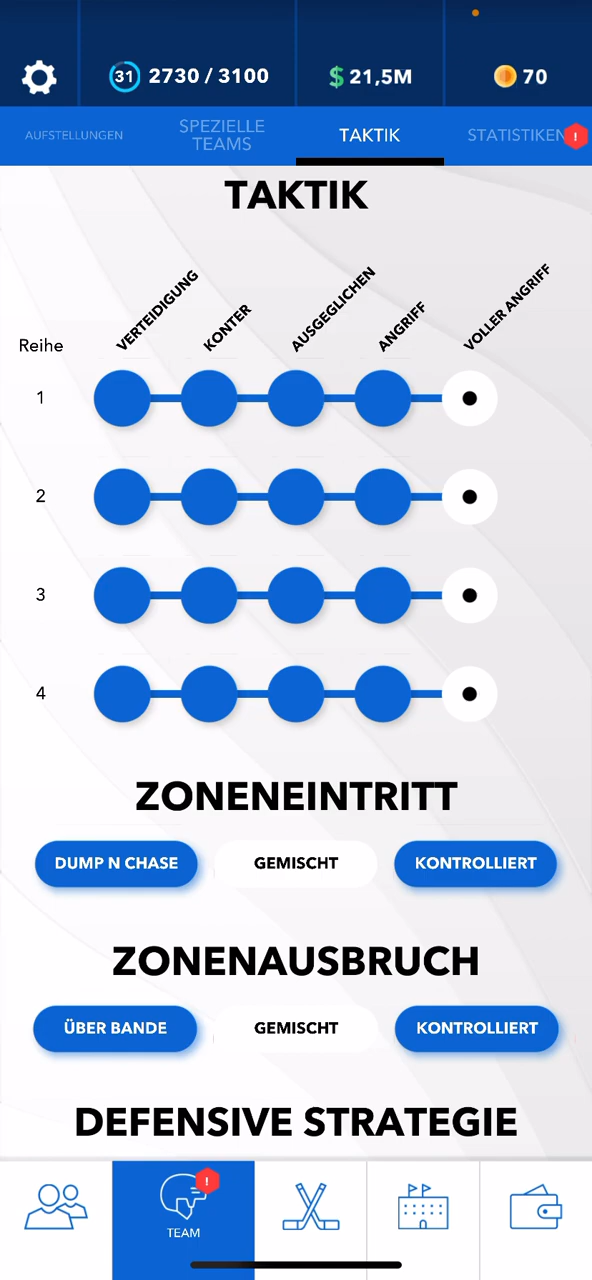 31 2730 / 3100 $ 21,5M 70
AUFSTELLUNGEN SPEZIELLE TEAMS TAKTIK STATISTIKEN !
TAKTIK
VERTEIDIGUNG KONTER AUSGEGLICHEN ANGRIFF VOLLER ANGRIFF
Reihe
1
2
3
4
ZONENEINTRITT
DUMP N CHASE GEMISCHT KONTROLLIERT
ZONENAUSBRUCH
ÜBER BANDE GEMISCHT KONTROLLIERT
DEFENSIVE STRATEGIE
!
TEAM